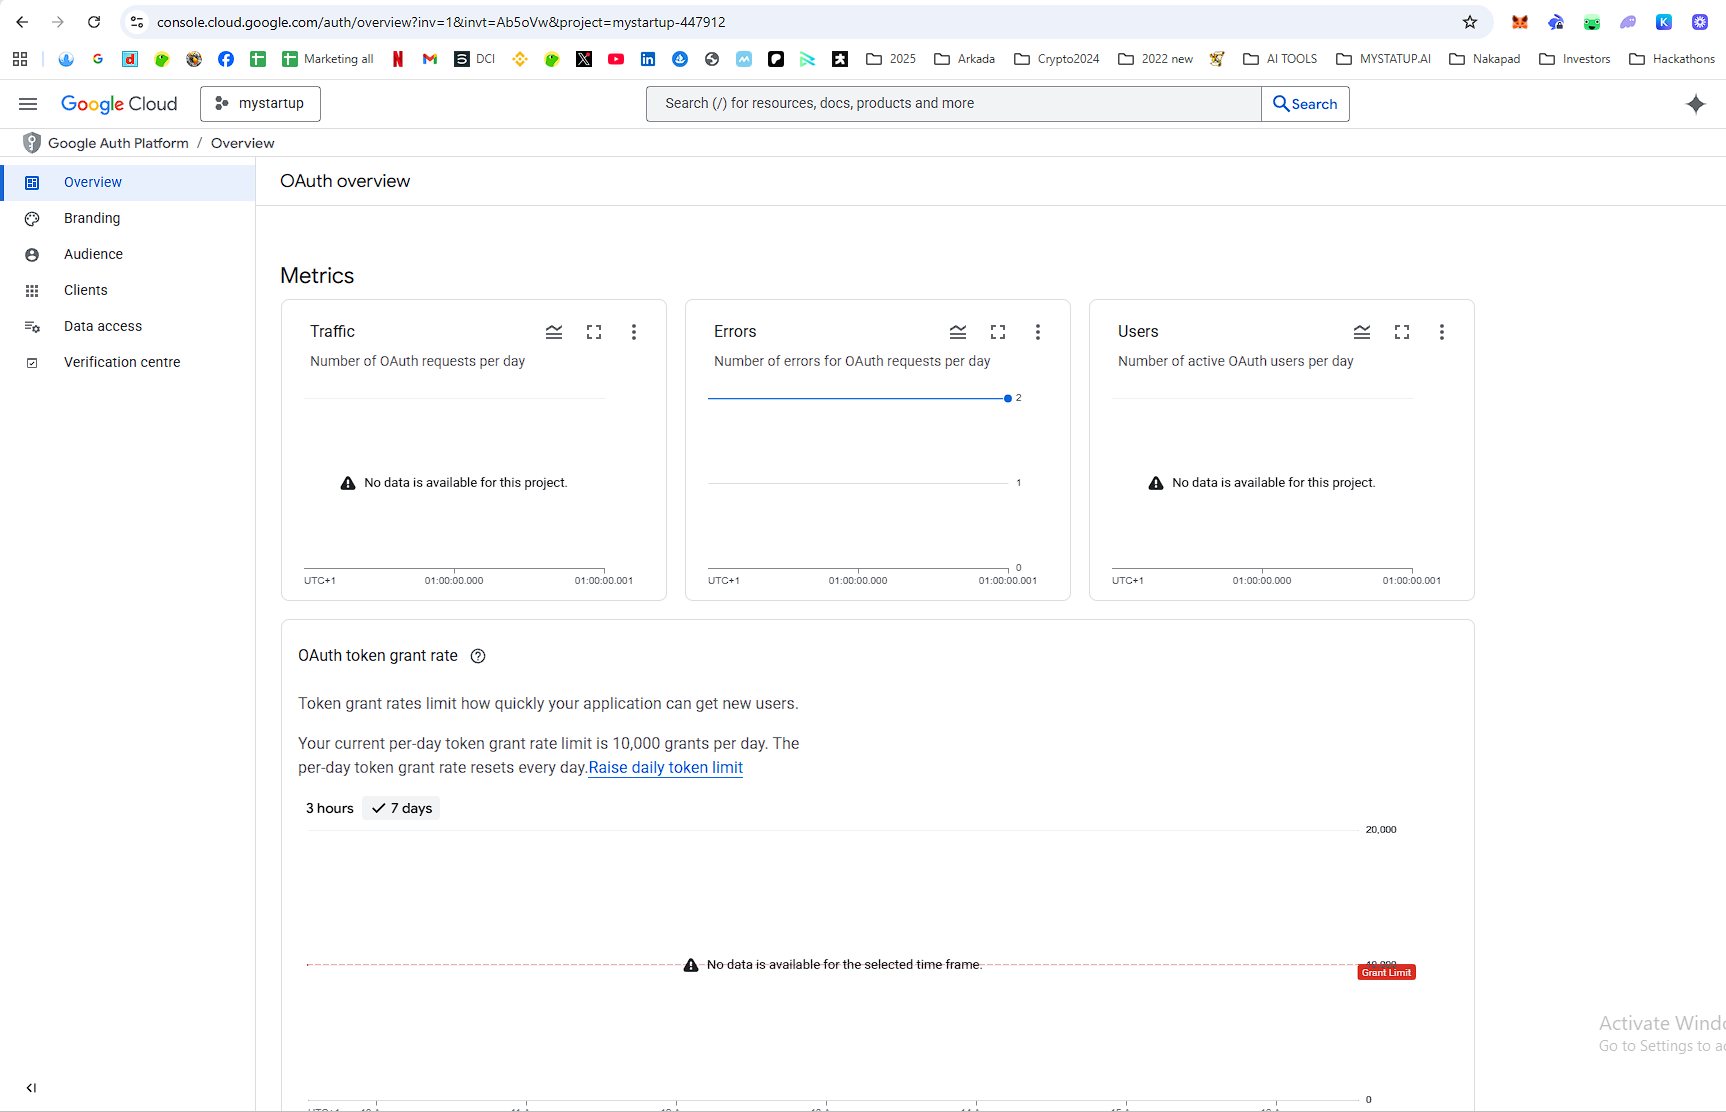 console.cloud.google.com/auth/overview?inv=1&invt=Ab5oVw&project=mystartup-447912
Marketing all
DCI
2025
Arkada
Crypto2024
2022 new
AI TOOLS
MYSTATUP.AI
Nakapad
Investors
Hackathons
Google Cloud
mystartup
Search (/) for resources, docs, products and more
Search
Google Auth Platform / Overview
Overview
Branding
Audience
Clients
Data access
Verification centre
OAuth overview
Metrics
Traffic
Number of OAuth requests per day
No data is available for this project.
UTC+1 01:00:00.000 01:00:00.001
Errors
Number of errors for OAuth requests per day
2
1
0
UTC+1 01:00:00.000 01:00:00.001
Users
Number of active OAuth users per day
No data is available for this project.
UTC+1 01:00:00.000 01:00:00.001
OAuth token grant rate
Token grant rates limit how quickly your application can get new users.
Your current per-day token grant rate limit is 10,000 grants per day. The
per-day token grant rate resets every day.Raise daily token limit
3 hours 7 days
20,000
No data is available for the selected time frame.
Grant Limit
0
Activate Windo
Go to Settings to a